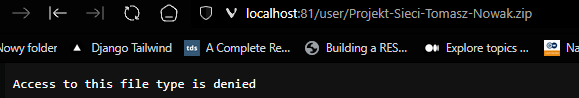 localhost:81/user/Projekt-Sieci-Tomasz-Nowak.zip
Nowy folder Django Tailwind tds A Complete Re... Building a RES... Explore topics ... Na
Access to this file type is denied